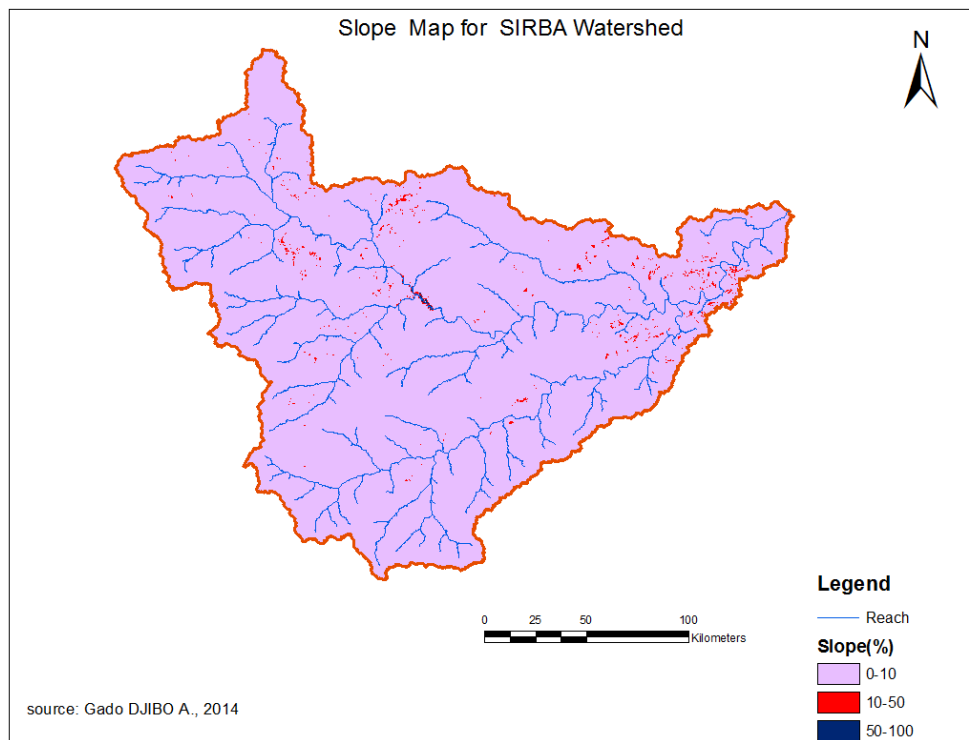 Slope Map for SIRBA Watershed
N
Legend
Reach
Slope(%)
0-10
10-50
50-100
0 25 50 100
Kilometers
source: Gado DJIBO A., 2014